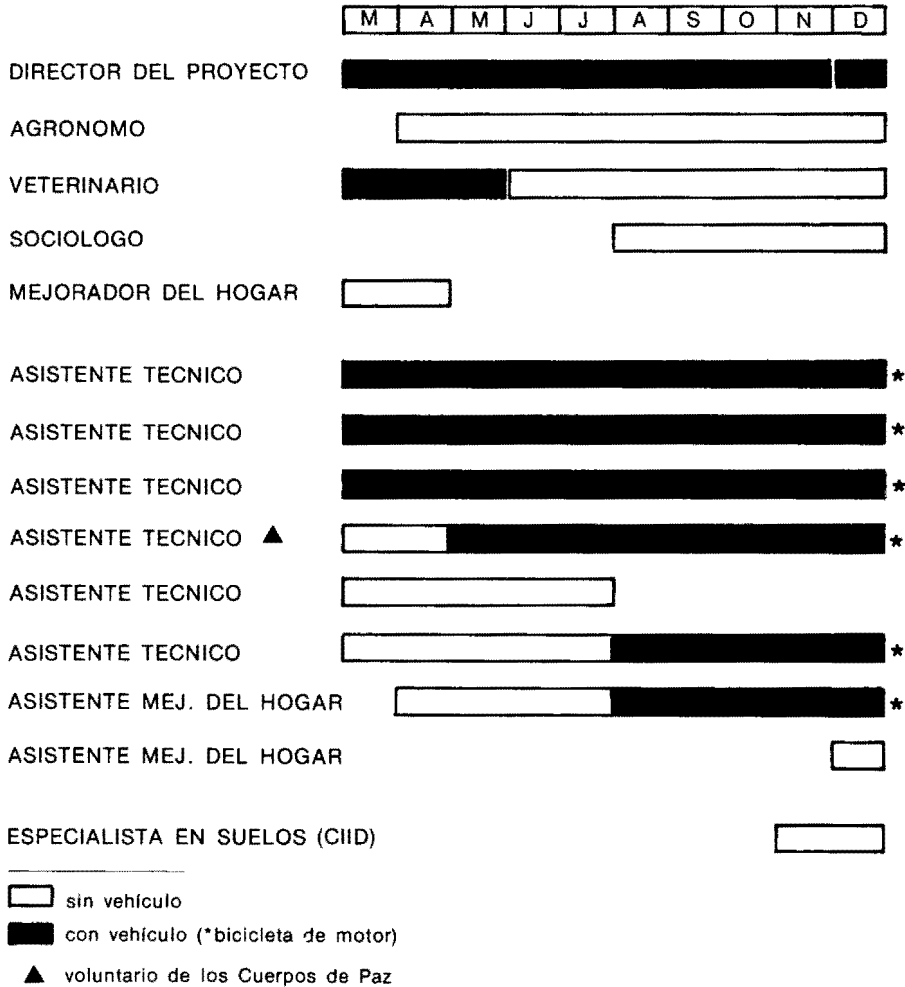 M A M J J A S O N D
DIRECTOR DEL PROYECTO
AGRONOMO
VETERINARIO
SOCIOLOGO
MEJORADOR DEL HOGAR
ASISTENTE TECNICO *
ASISTENTE TECNICO *
ASISTENTE TECNICO *
ASISTENTE TECNICO ▲ *
ASISTENTE TECNICO
ASISTENTE TECNICO *
ASISTENTE MEJ. DEL HOGAR *
ASISTENTE MEJ. DEL HOGAR
ESPECIALISTA EN SUELOS (CIID)
sin vehículo
con vehículo (*bicicleta de motor)
▲ voluntario de los Cuerpos de Paz